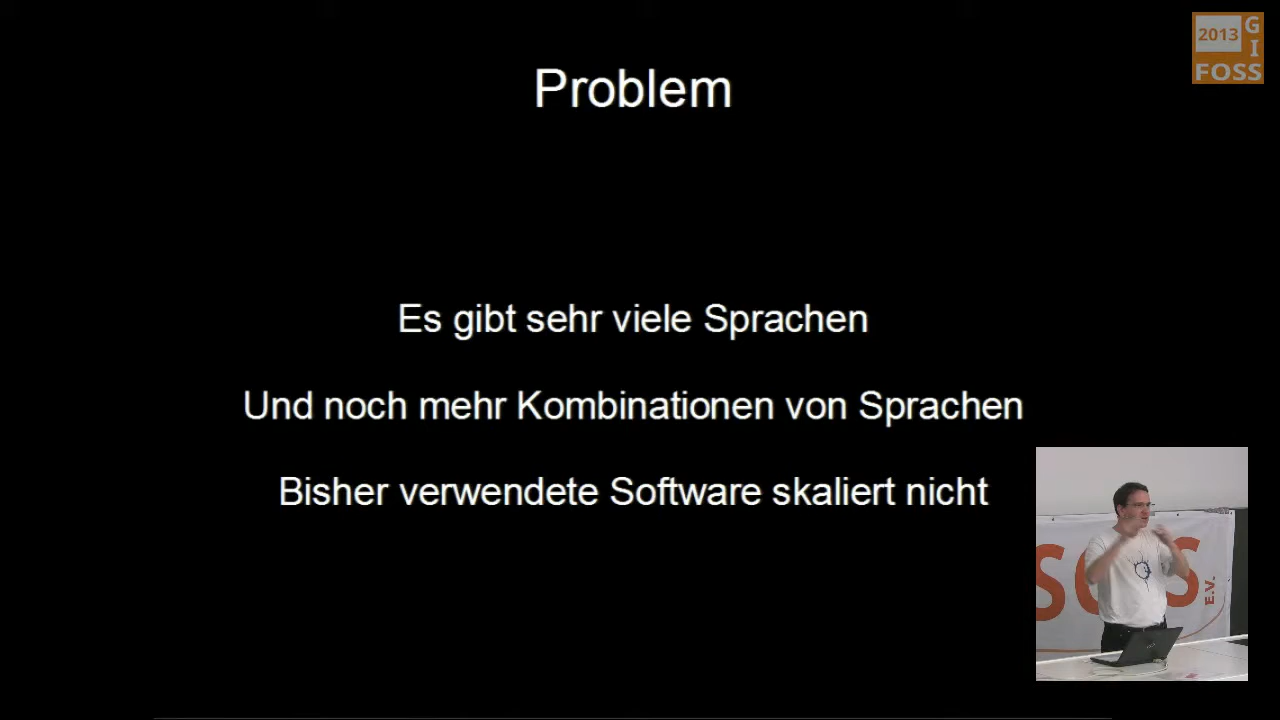 Problem
2013
G
I
FOSS
Es gibt sehr viele Sprachen
Und noch mehr Kombinationen von Sprachen
Bisher verwendete Software skaliert nicht
E.V.